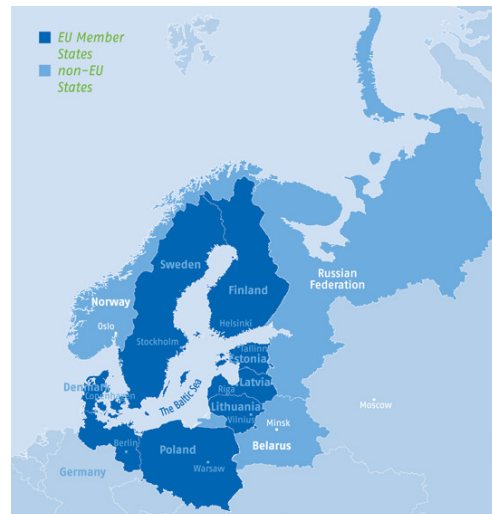 EU Member
States
non-EU
States
Sweden
Finland
Russian
Federation
Norway
Oslo
Helsinki
Stockholm
Tallinn
Estonia
Denmark
Copenhagen
The Baltic Sea
Riga
Latvia
Lithuania
Vilnius
Moscow
Minsk
Belarus
Berlin
Poland
Warsaw
Germany